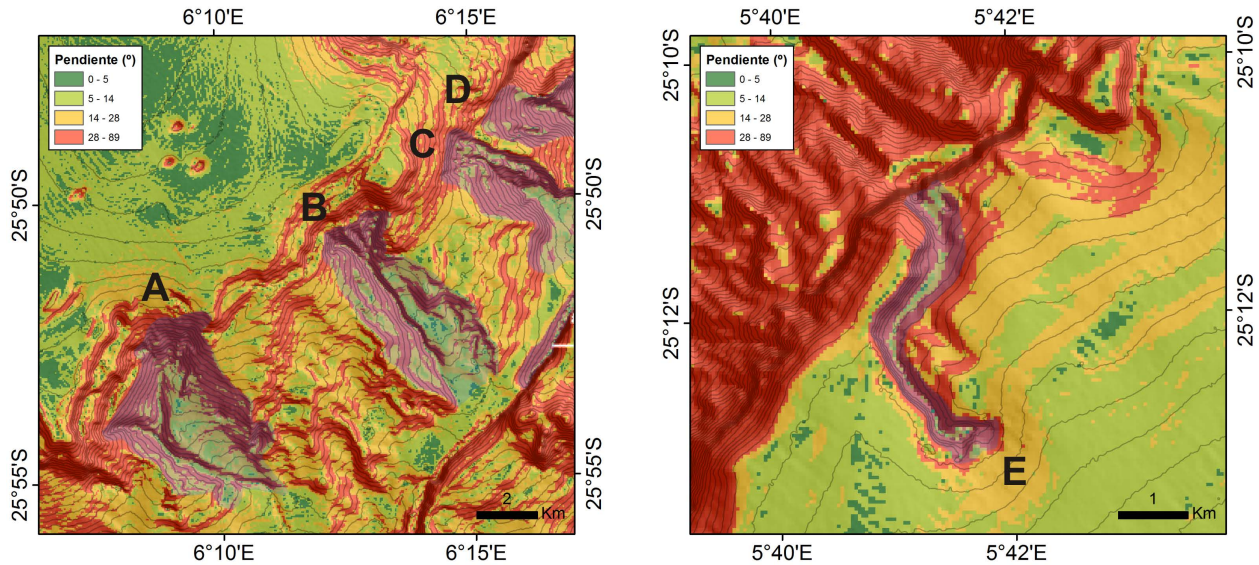 6°10'E 6°15'E
Pendiente (º)
0 - 5
5 - 14
14 - 28
28 - 89
D
C
B
A
25°50'S 25°50'S
25°55'S 25°55'S
2
Km
6°10'E 6°15'E
5°40'E 5°42'E
Pendiente (º)
0 - 5
5 - 14
14 - 28
28 - 89
25°10'S 25°10'S
25°12'S 25°12'S
E
1
Km
5°40'E 5°42'E